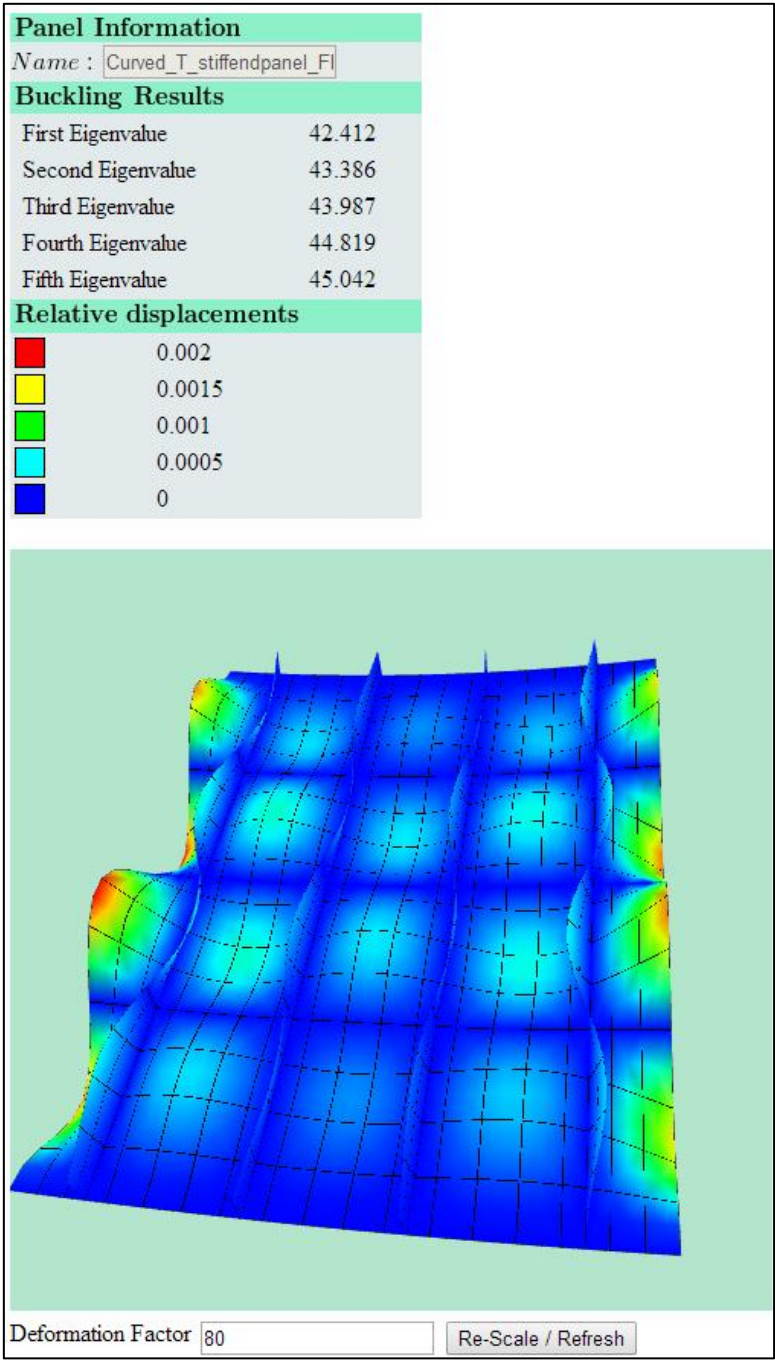 Panel Information
Name : Curved_T_stiffendpanel_Fl
Buckling Results
First Eigenvalue 42.412
Second Eigenvalue 43.386
Third Eigenvalue 43.987
Fourth Eigenvalue 44.819
Fifth Eigenvalue 45.042
Relative displacements
0.002
0.0015
0.001
0.0005
0
Deformation Factor 80 Re-Scale / Refresh